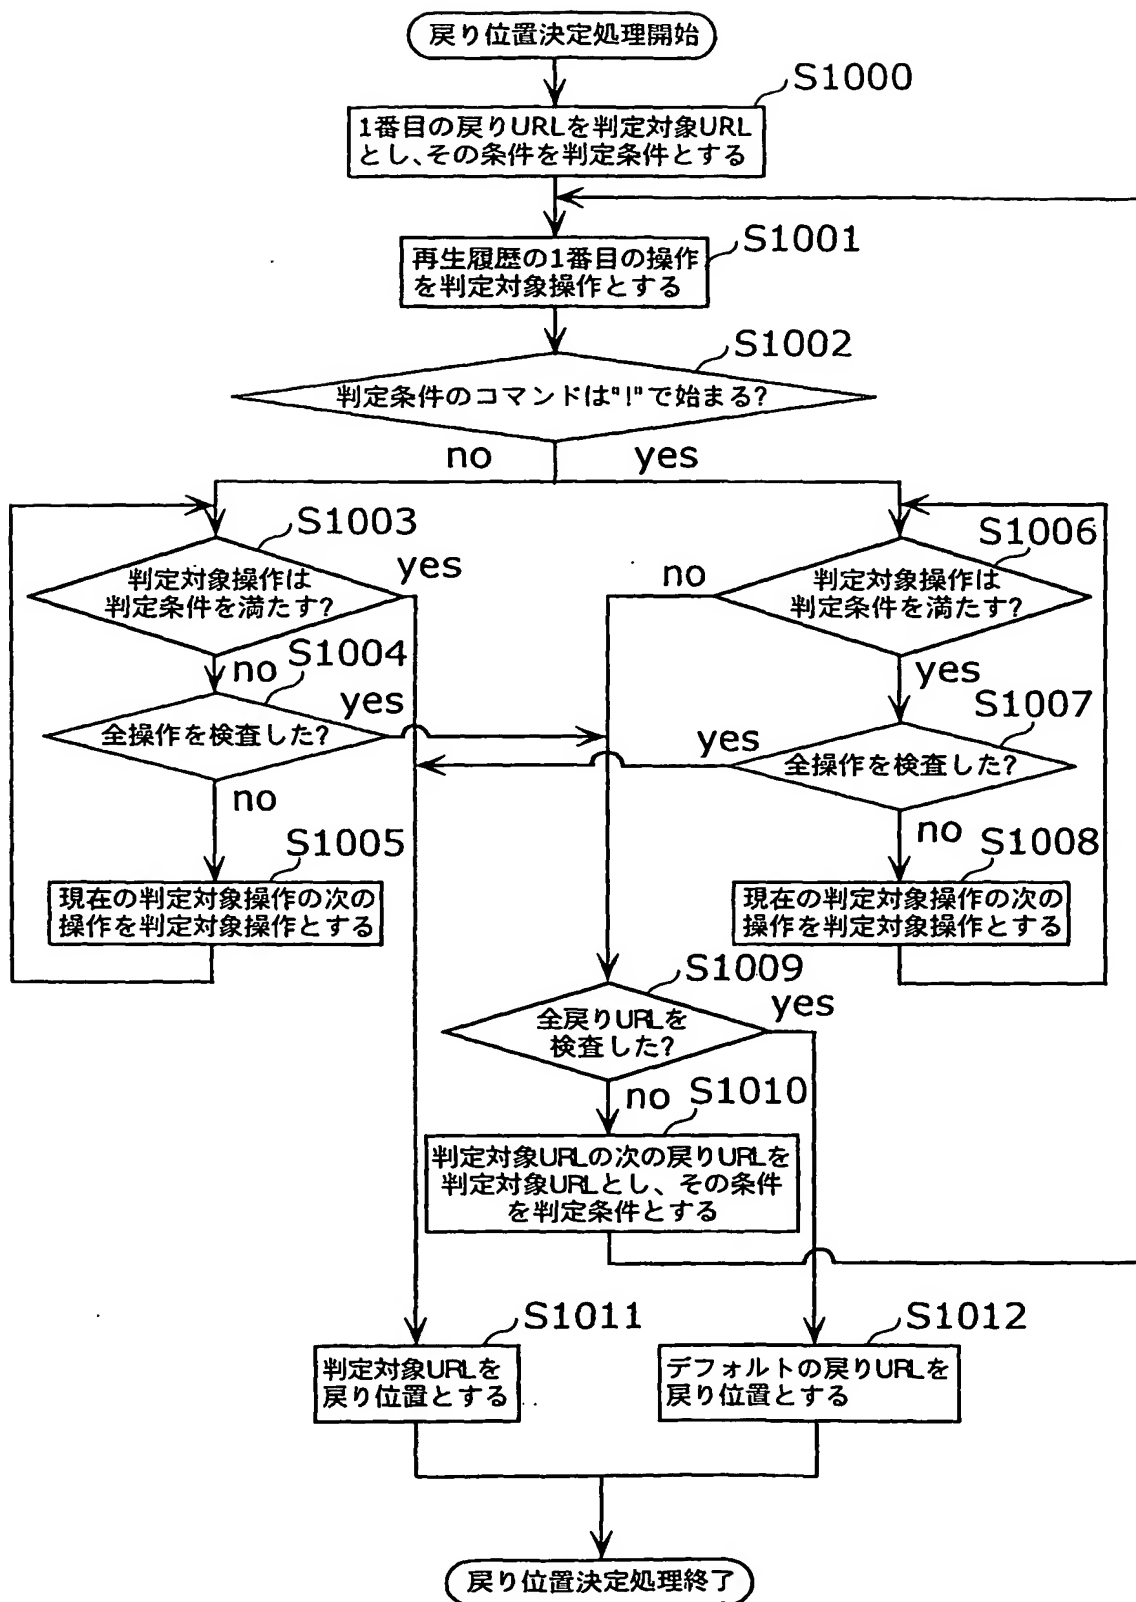 戻り位置決定処理開始
S1000
1番目の戻りURLを判定対象URL
とし、その条件を判定条件とする
S1001
再生履歴の1番目の操作
を判定対象操作とする
S1002
判定条件のコマンドは"!"で始まる?
no
yes
S1003
判定対象操作は
判定条件を満たす?
yes
no
S1004
全操作を検査した?
yes
no
S1005
現在の判定対象操作の次の
操作を判定対象操作とする
S1006
判定対象操作は
判定条件を満たす?
no
yes
S1007
全操作を検査した?
yes
no
S1008
現在の判定対象操作の次の
操作を判定対象操作とする
S1009
全戻りURLを
検査した?
yes
no
S1010
判定対象URLの次の戻りURLを
判定対象URLとし、その条件
を判定条件とする
S1011
判定対象URLを
戻り位置とする
S1012
デフォルトの戻りURLを
戻り位置とする
戻り位置決定処理終了